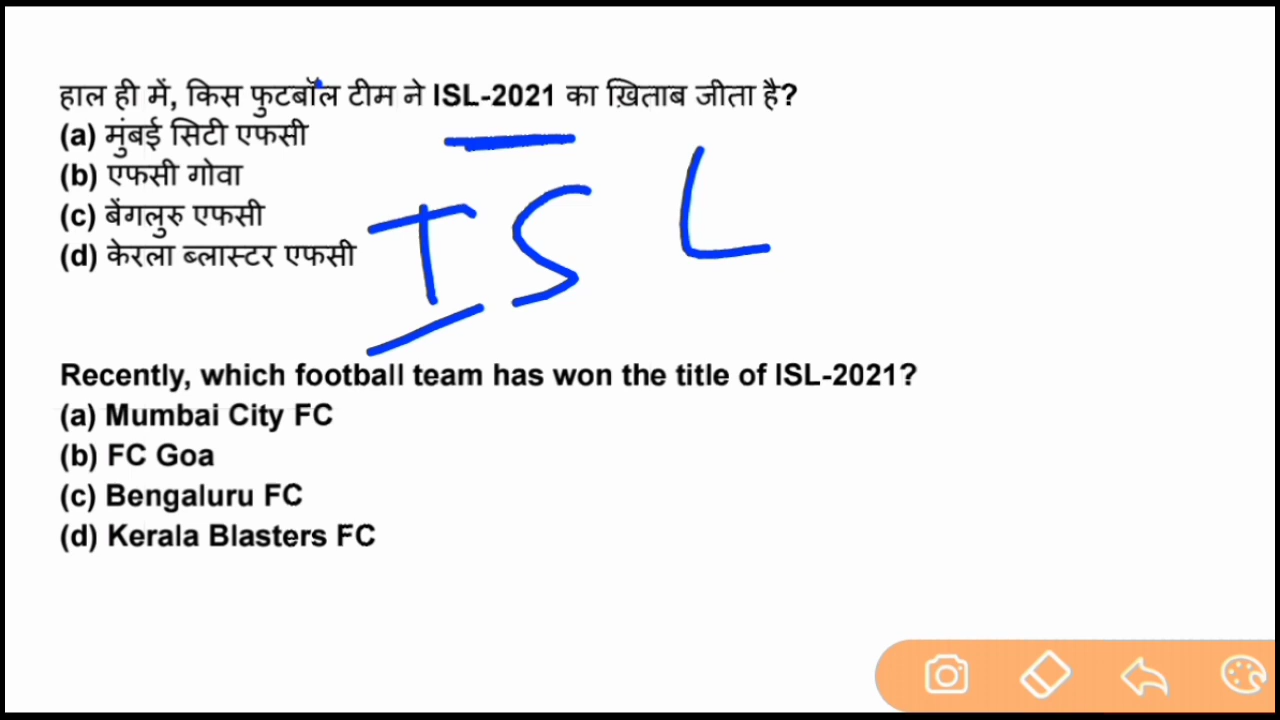 हाल ही में, किस फुटबॉल टीम ने ISL-2021 का ख़िताब जीता है?
(a) मुंबई सिटी एफसी
(b) एफसी गोवा
(c) बेंगलुरु एफसी
(d) केरला ब्लास्टर एफसी
ISL
Recently, which football team has won the title of ISL-2021?
(a) Mumbai City FC
(b) FC Goa
(c) Bengaluru FC
(d) Kerala Blasters FC